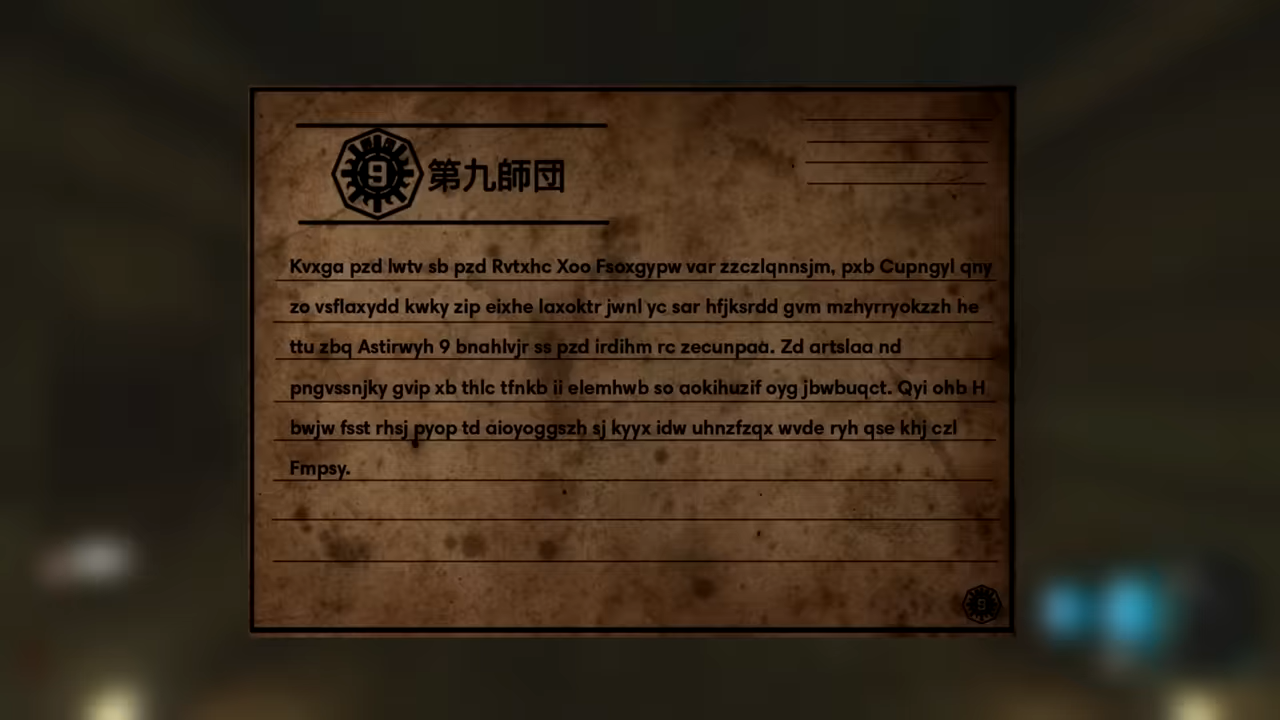 9 第九師団
Kvxga pzd lwtv sb pzd Rvtxhc Xoo Fsoxgypw var zzczlqnnsjm, pxb Cupngyl qny
zo vsflaxydd kwky zip eixhe laxoktr jwnl yc sar hfjksrdd gvm mzhyrryokzzh he
ttu zbq Astirwyh 9 bnahlvjr ss pzd irdihm rc zecunpaa. Zd artslaa nd
pngvssnjky gvip xb thlc tfnkb ii elemhwb so aokihuzif oyg jbwbuqct. Qyi ohb H
bwjw fsst rhsj pyop td aioyoggszh sj kyyx idw uhnzfzqx wvde ryh qse khj czl
Fmpsy.
9